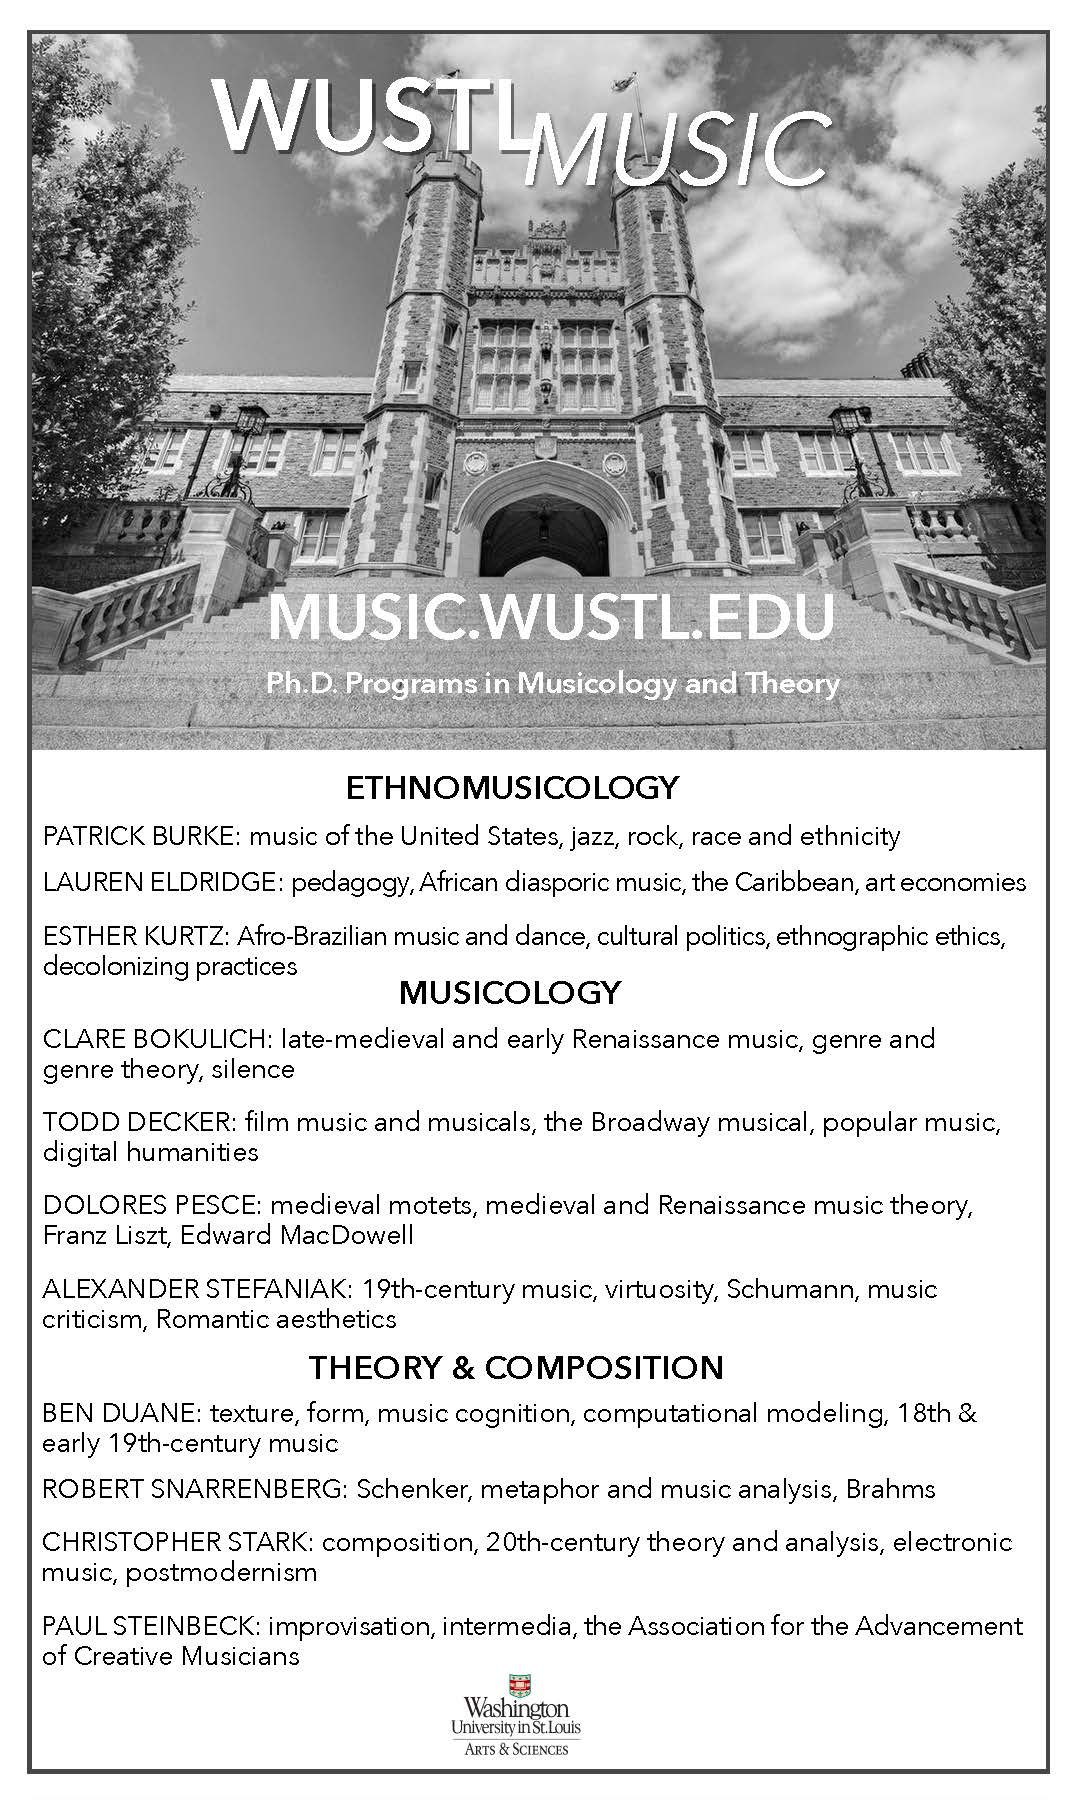 WUSTL
MUSIC
MUSIC.WUSTL.EDU
Ph.D. Programs in Musicology and Theory
ETHNOMUSICOLOGY
PATRICK BURKE: music of the United States, jazz, rock, race and ethnicity
LAUREN ELDRIDGE: pedagogy, African diasporic music, the Caribbean, art economies
ESTHER KURTZ: Afro-Brazilian music and dance, cultural politics, ethnographic ethics,
decolonizing practices
MUSICOLOGY
CLARE BOKULICH: late-medieval and early Renaissance music, genre and
genre theory, silence
TODD DECKER: film music and musicals, the Broadway musical, popular music,
digital humanities
DOLORES PESCE: medieval motets, medieval and Renaissance music theory,
Franz Liszt, Edward MacDowell
ALEXANDER STEFANIAK: 19th-century music, virtuosity, Schumann, music
criticism, Romantic aesthetics
THEORY & COMPOSITION
BEN DUANE: texture, form, music cognition, computational modeling, 18th &
early 19th-century music
ROBERT SNARRENBERG: Schenker, metaphor and music analysis, Brahms
CHRISTOPHER STARK: composition, 20th-century theory and analysis, electronic
music, postmodernism
PAUL STEINBECK: improvisation, intermedia, the Association for the Advancement
of Creative Musicians
Washington
University in St. Louis
ARTS & SCIENCES